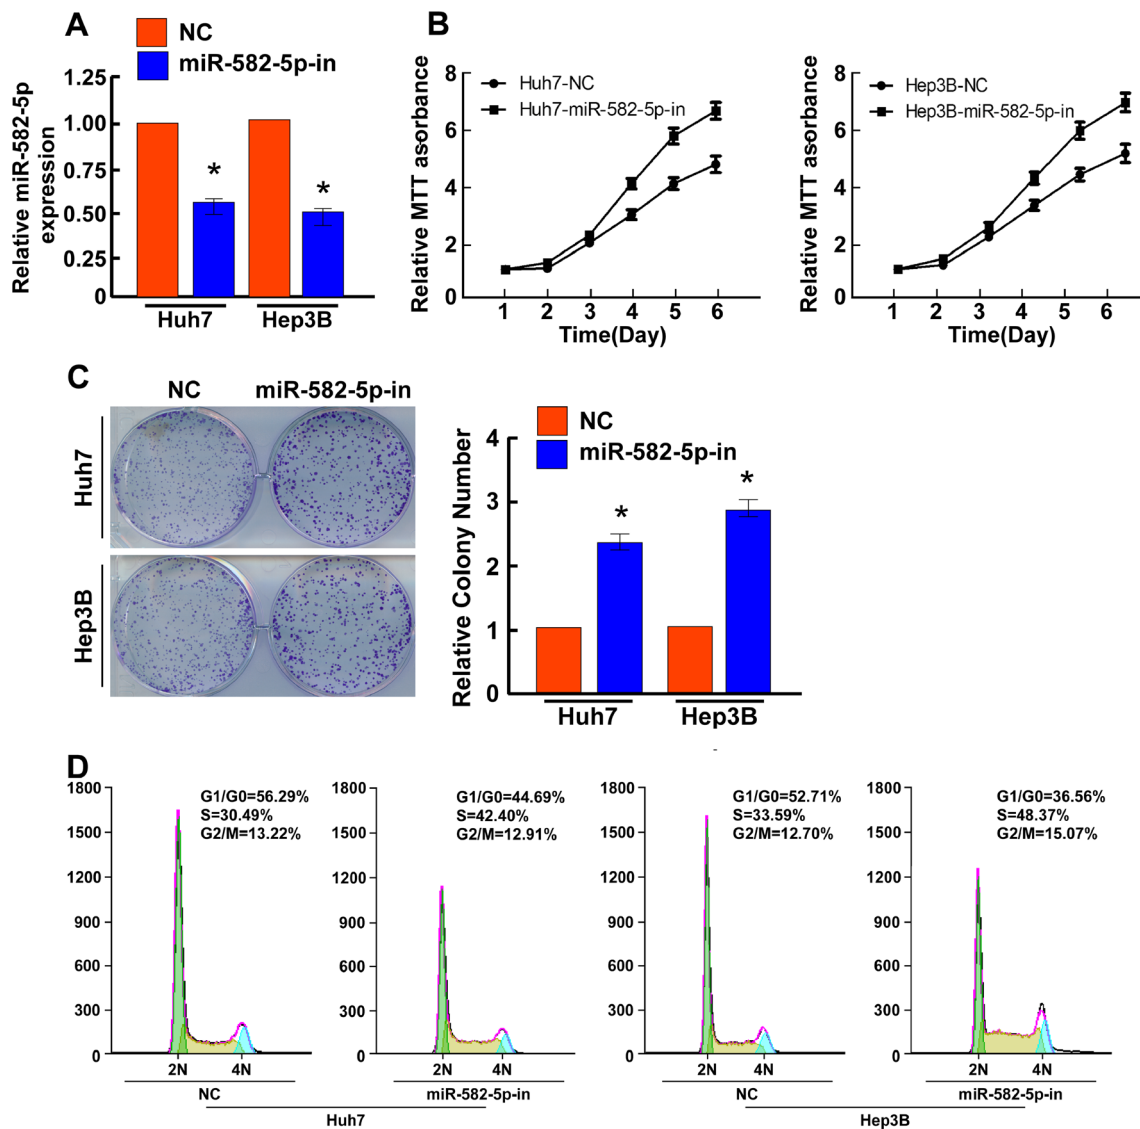 A
NC
miR-582-5p-in
Relative miR-582-5p
expression
1.25
1.00
0.75
0.50
0.25
0
*
*
Huh7
Hep3B
B
Relative MTT asorbance
8
6
4
2
0
Huh7-NC
Huh7-miR-582-5p-in
1 2 3 4 5 6
Time(Day)
Relative MTT asorbance
8
6
4
2
0
Hep3B-NC
Hep3B-miR-582-5p-in
1 2 3 4 5 6
Time(Day)
C
NC miR-582-5p-in
Huh7
Hep3B
NC
miR-582-5p-in
Relative Colony Number
4
3
2
1
0
*
*
Huh7
Hep3B
D
1800
1500
1200
900
600
300
0
G1/G0=56.29%
S=30.49%
G2/M=13.22%
2N 4N
NC
1800
1500
1200
900
600
300
0
G1/G0=44.69%
S=42.40%
G2/M=12.91%
2N 4N
miR-582-5p-in
Huh7
1800
1500
1200
900
600
300
0
G1/G0=52.71%
S=33.59%
G2/M=12.70%
2N 4N
NC
1800
1500
1200
900
600
300
0
G1/G0=36.56%
S=48.37%
G2/M=15.07%
2N 4N
miR-582-5p-in
Hep3B